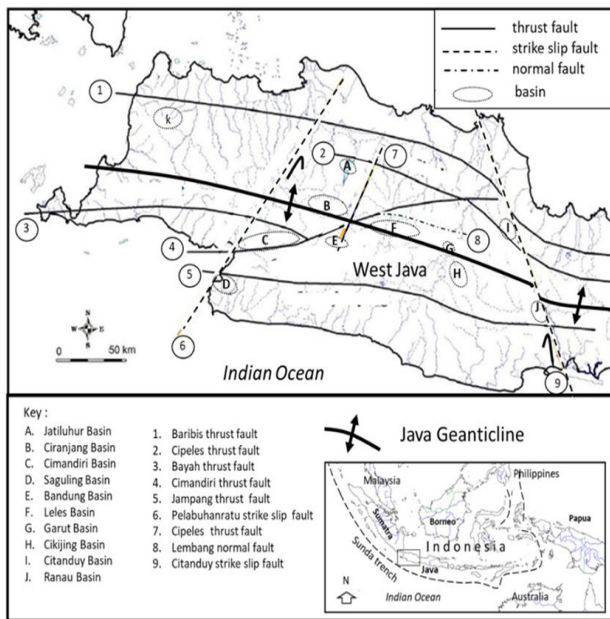 thrust fault
strike slip fault
normal fault
basin
1
k
2
7
A
B
3
I
C
E
F
8
4
G
West Java
H
5
D
J
N
W E
S
0 50 km
6
Indian Ocean
9
Key :
A. Jatiluhur Basin
B. Ciranjang Basin
C. Cimandiri Basin
D. Saguling Basin
E. Bandung Basin
F. Leles Basin
G. Garut Basin
H. Cikijing Basin
I. Citanduy Basin
J. Ranau Basin
1. Baribis thrust fault
2. Cipeles thrust fault
3. Bayah thrust fault
4. Cimandiri thrust fault
5. Jampang thrust fault
6. Pelabuhanratu strike slip fault
7. Cipeles thrust fault
8. Lembang normal fault
9. Citanduy strike slip fault
Java Geanticline
Malaysia
Philippines
Sumatra
Borneo
Papua
Indonesia
Sunda trench
Java
N
Indian Ocean
Australia